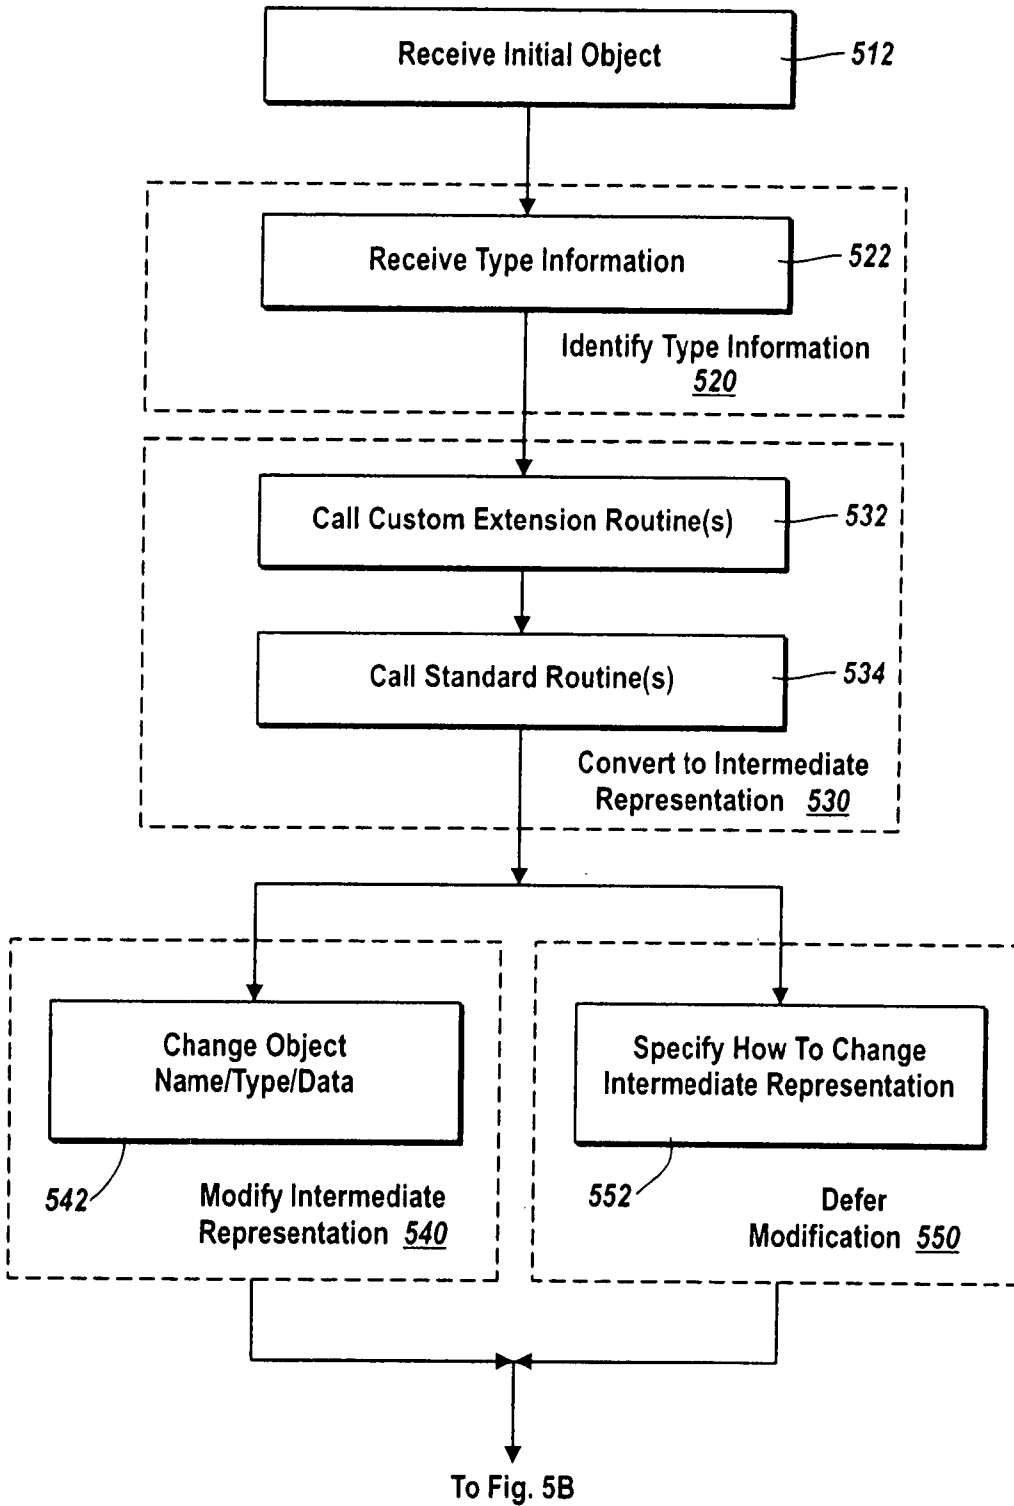 Receive Initial Object
512
Receive Type Information
522
Identify Type Information
520
Call Custom Extension Routine(s)
532
Call Standard Routine(s)
534
Convert to Intermediate
Representation 530
Change Object
Name/Type/Data
542
Modify Intermediate
Representation 540
Specify How To Change
Intermediate Representation
552
Defer
Modification 550
To Fig. 5B